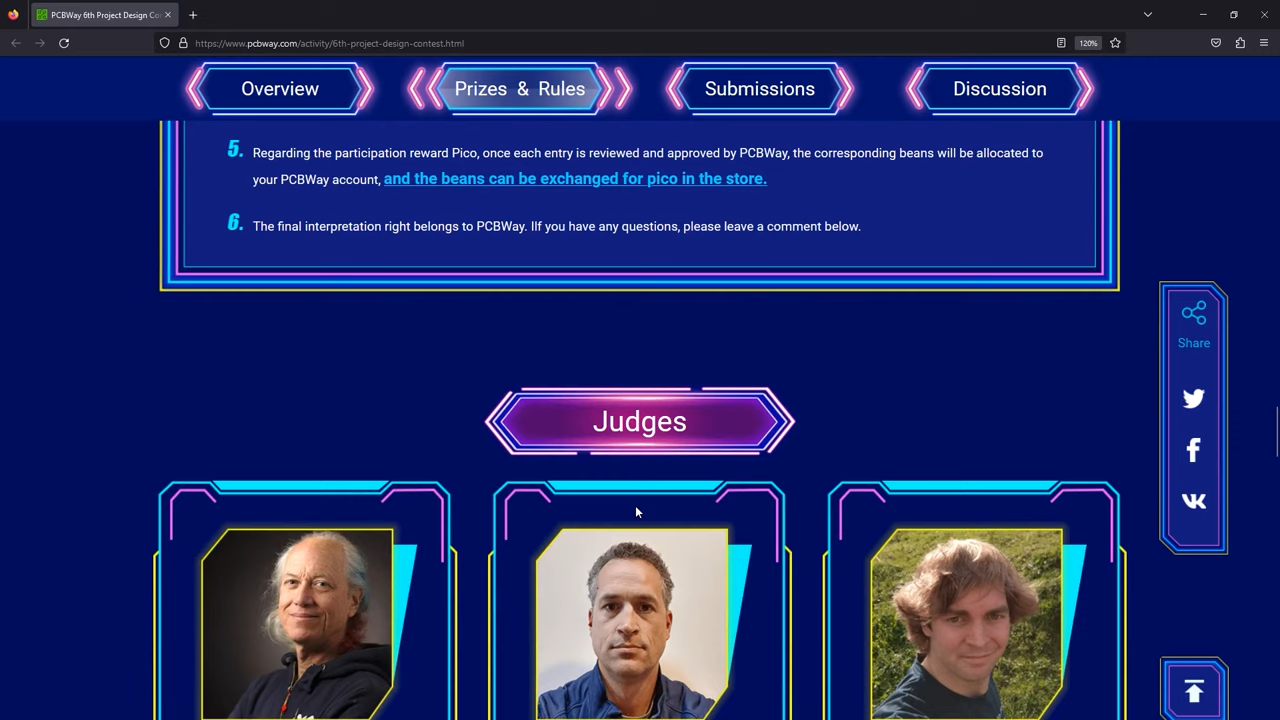 PCBWay 6th Project Design Co
https://www.pcbway.com/activity/6th-project-design-contest.html
120%
Overview
Prizes & Rules
Submissions
Discussion
5. Regarding the participation reward Pico, once each entry is reviewed and approved by PCBWay, the corresponding beans will be allocated to
your PCBWay account, and the beans can be exchanged for pico in the store.
6. The final interpretation right belongs to PCBWay. IIf you have any questions, please leave a comment below.
Share
Judges